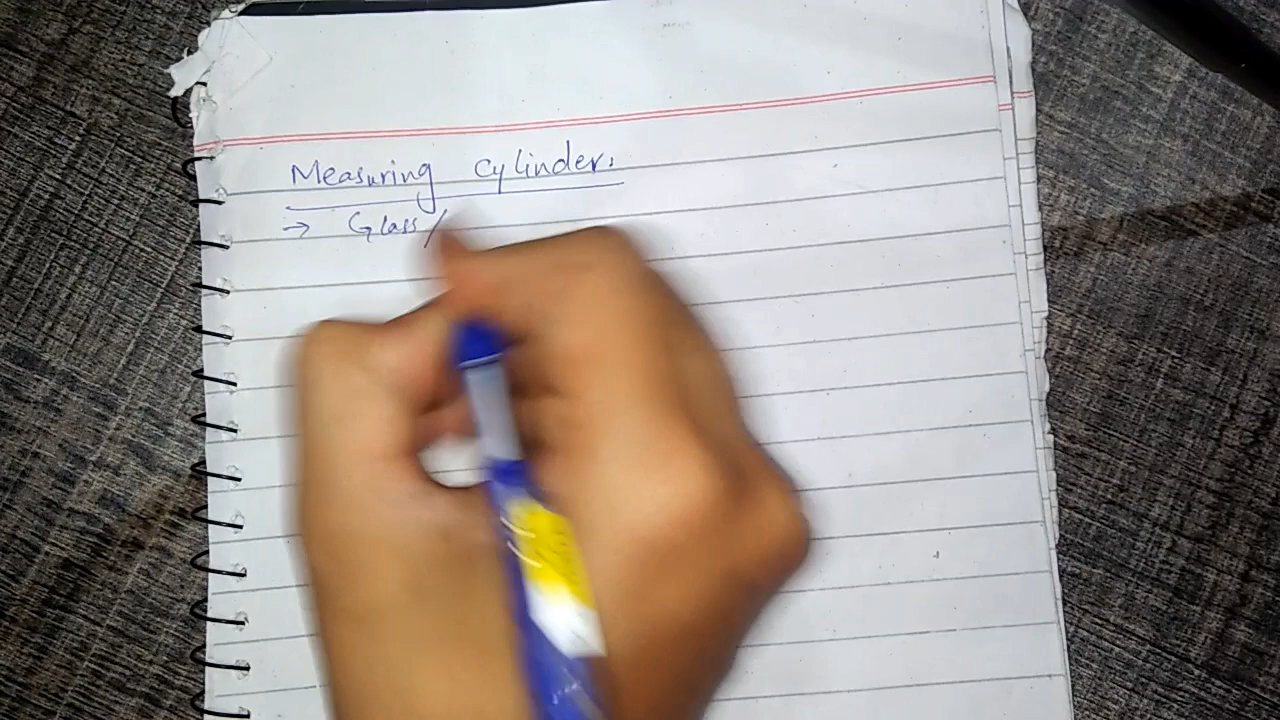 Measuring Cylinder.
→ Glass/